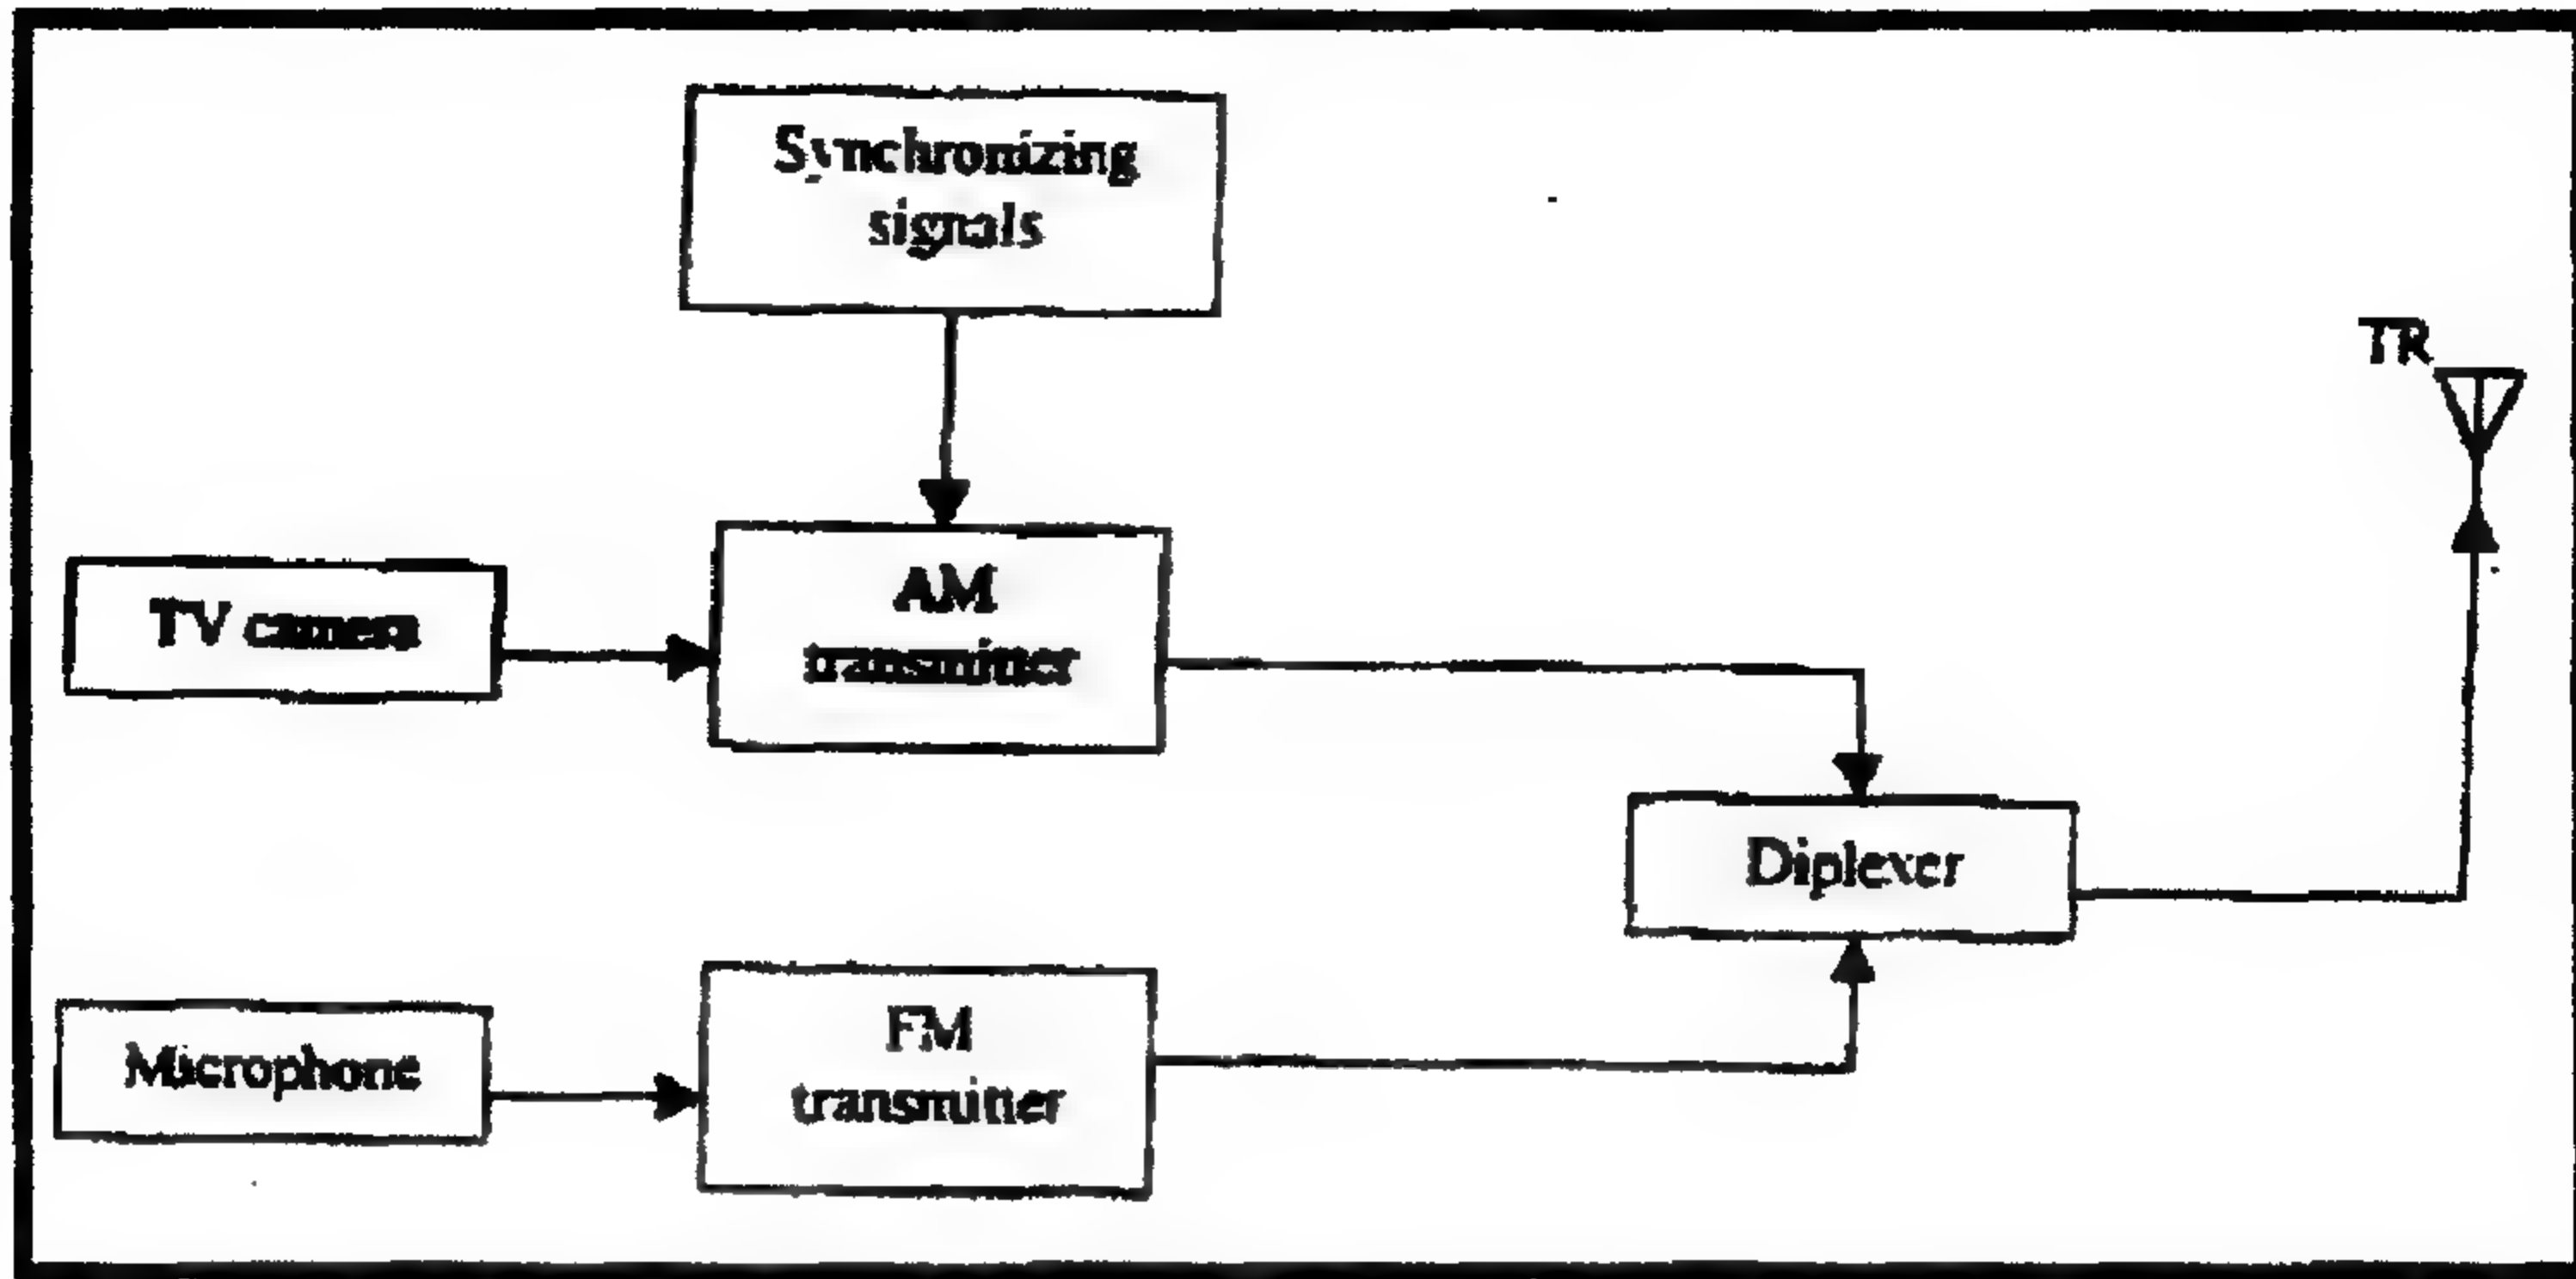 Synchronizing
signals
TR
TV camera
AM
transmitter
Diplexer
Microphone
FM
transmitter